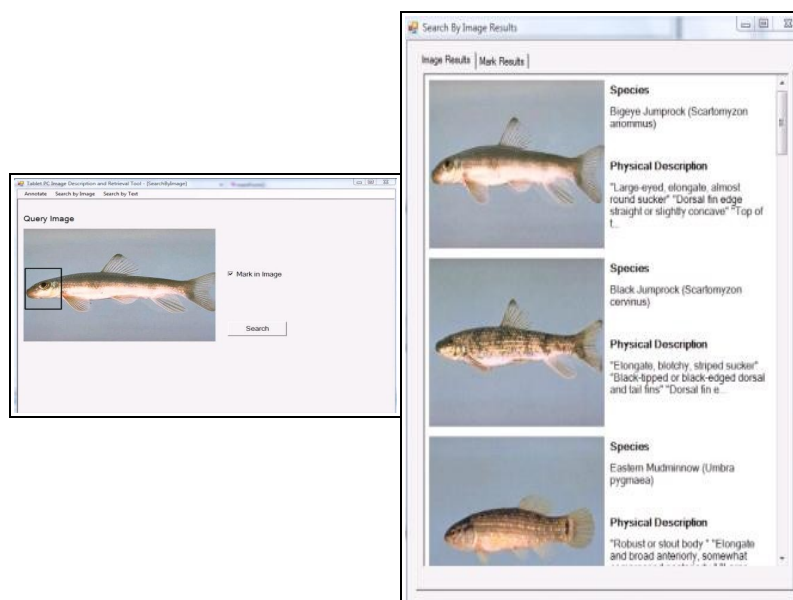 Tablet PC Image Description and Retrieval Tool - [SearchByImage]
Annotate Search by Image Search by Text
Query Image
Mark in Image
Search
Search By Image Results
Image Results Mark Results
Species
Bigeye Jumprock (Scartomyzon
ariommus)
Physical Description
"Large-eyed, elongate, almost
round sucker" "Dorsal fin edge
straight or slightly concave" "Top of
t...
Species
Black Jumprock (Scartomyzon
cervinus)
Physical Description
"Elongate, blotchy, striped sucker"
"Black-tipped or black-edged dorsal
and tail fins" "Dorsal fin e...
Species
Eastern Mudminnow (Umbra
pygmaea)
Physical Description
"Robust or stout body " "Elongate
and broad anteriorly, somewhat